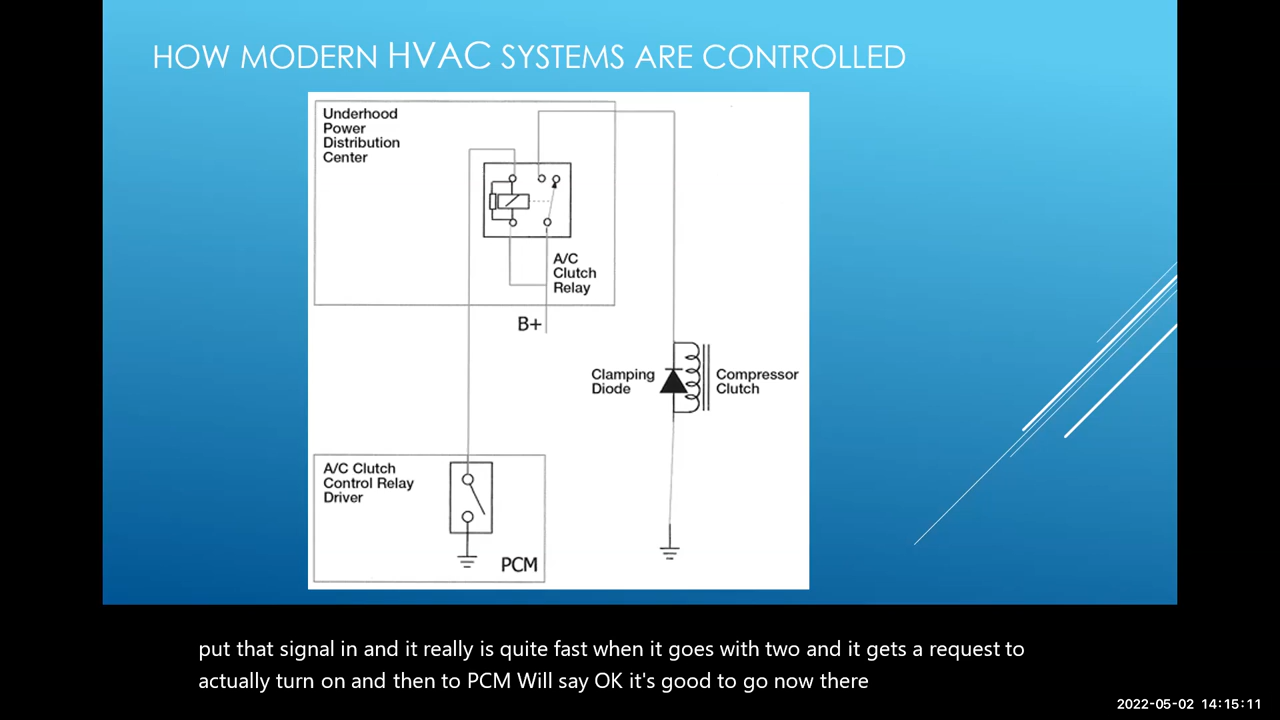 HOW MODERN HVAC SYSTEMS ARE CONTROLLED
Underhood
Power
Distribution
Center
A/C
Clutch
Relay
B+
Clamping
Diode
Compressor
Clutch
A/C Clutch
Control Relay
Driver
PCM
put that signal in and it really is quite fast when it goes with two and it gets a request to
actually turn on and then to PCM Will say OK it's good to go now there
2022-05-02 14:15:11